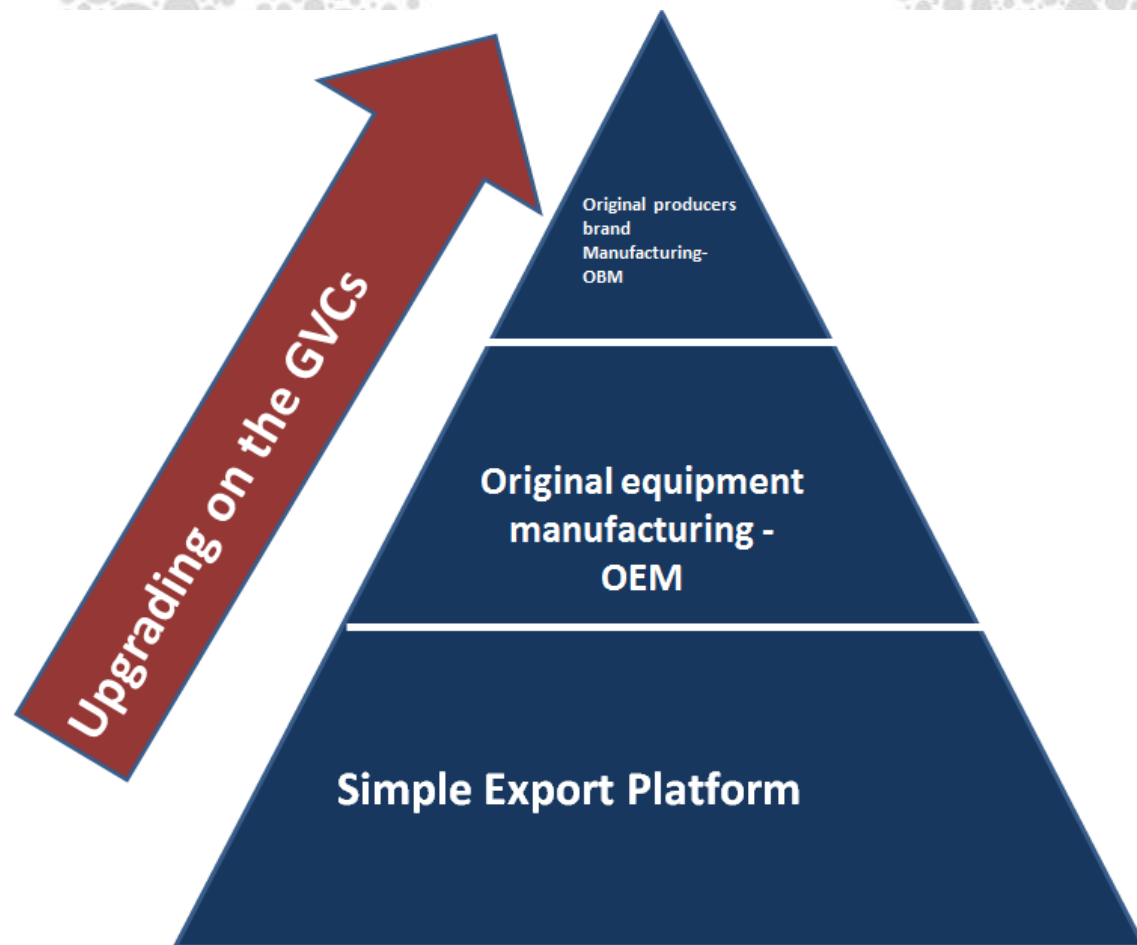 Original producers
brand
Manufacturing-
OBM
Upgrading on the GVCs
Original equipment
manufacturing -
OEM
Simple Export Platform